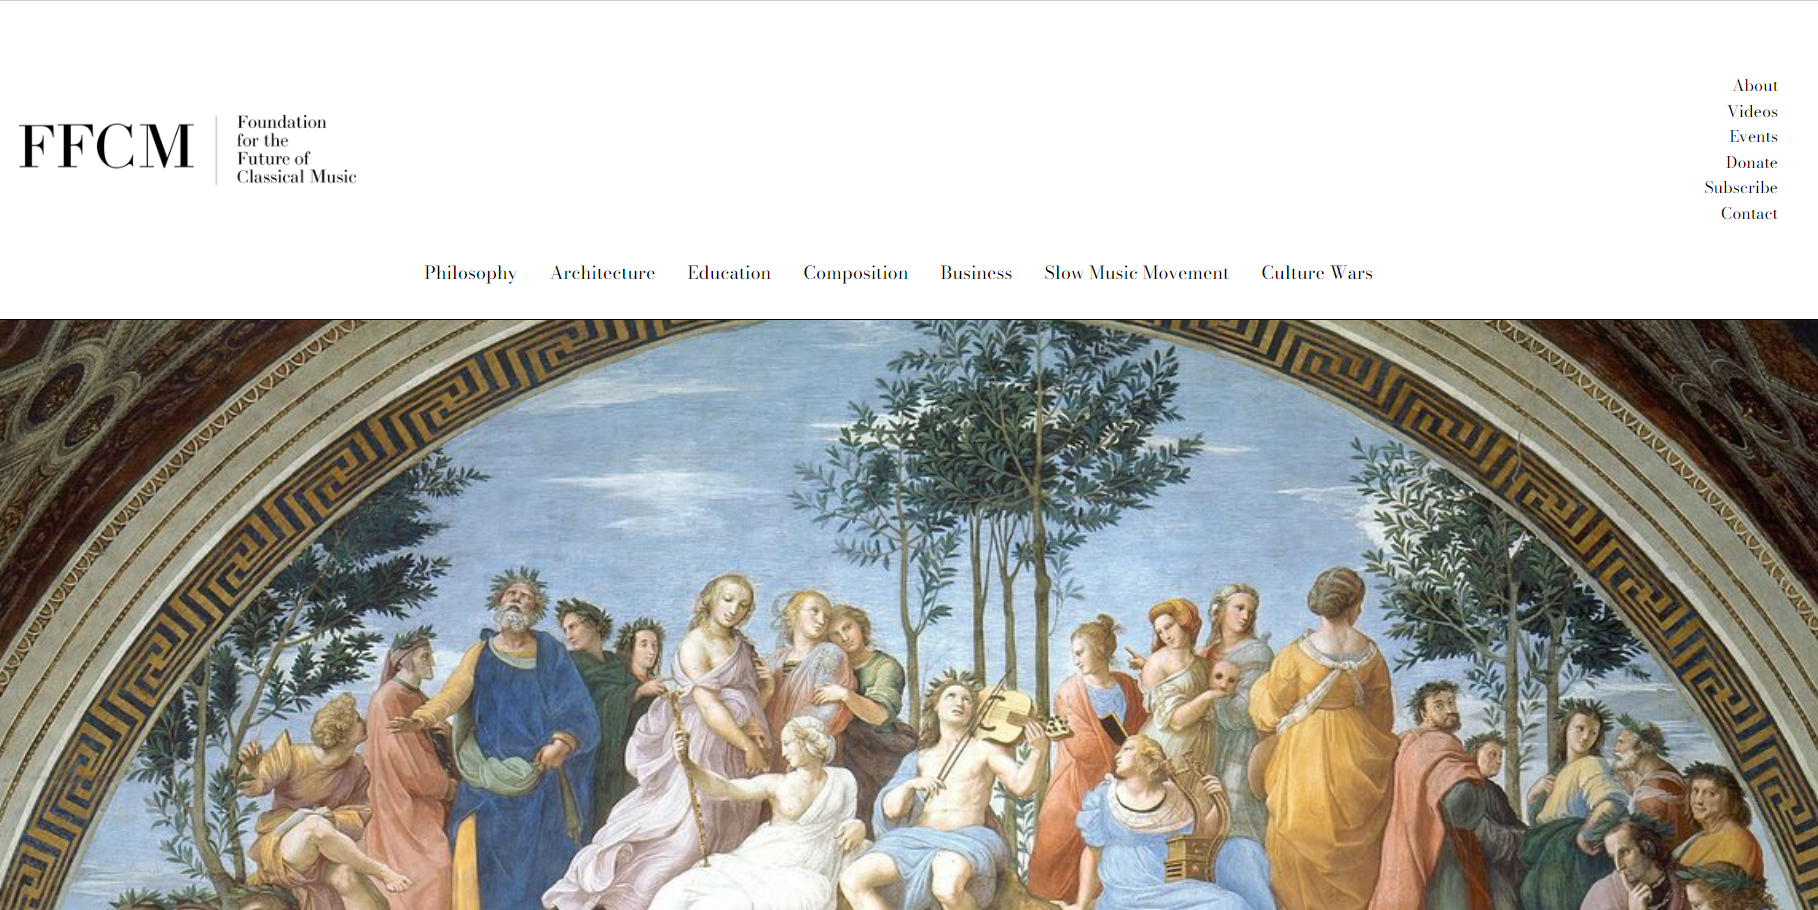 FFCM
Foundation
for the
Future of
Classical Music
About
Videos
Events
Donate
Subscribe
Contact
Philosophy Architecture Education Composition Business Slow Music Movement Culture Wars